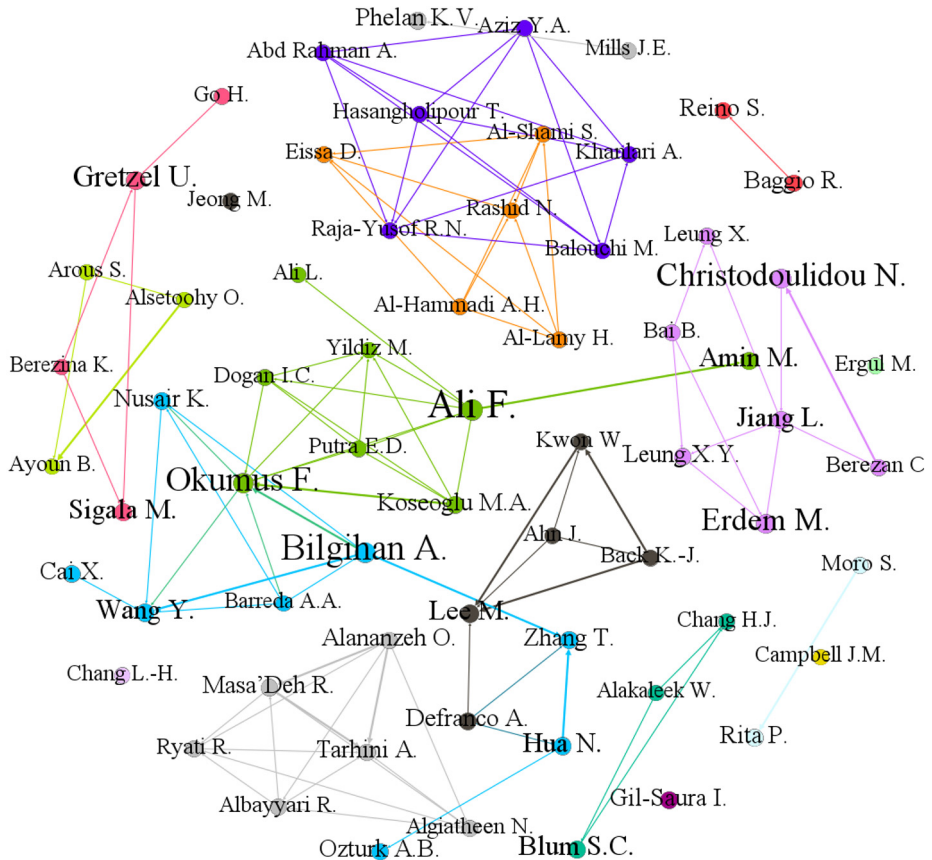 Phelan K.V.
Aziz Y.A.
Abd Rahman A.
Mills J.E.
Go H.
Hasangholipour T.
Reino S.
Al-Shami S.
Eissa D.
Khanlari A.
Gretzel U.
Baggio R.
Jeong M.
Rashid N.
Raja-Yusof R.N.
Leung X.
Balouchi M.
Arous S.
Ali L.
Christodoulidou N.
Alsetoohy O.
Al-Hammadi A.H.
Al-Lamy H.
Bai B.
Yildiz M.
Amin M.
Berezina K.
Ergul M.
Dogan I.C.
Nusair K.
Ali F.
Jiang L.
Kwon W.
Putra E.D.
Leung X.Y.
Ayoun B.
Berezan C.
Okumus F.
Koseoglu M.A.
Sigala M.
Erdem M.
Ahn J.
Bilgihan A.
Back K.-J.
Cai X.
Moro S.
Barreda A.A.
Wang Y.
Lee M.
Chang H.J.
Alananzeh O.
Zhang T.
Campbell J.M.
Chang L.-H.
Masa'Deh R.
Alakaleek W.
Defranco A.
Rita P.
Ryati R.
Tarhini A.
Hua N.
Gil-Saura I.
Albayyari R.
Algiatheen N.
Ozturk A.B.
Blum S.C.